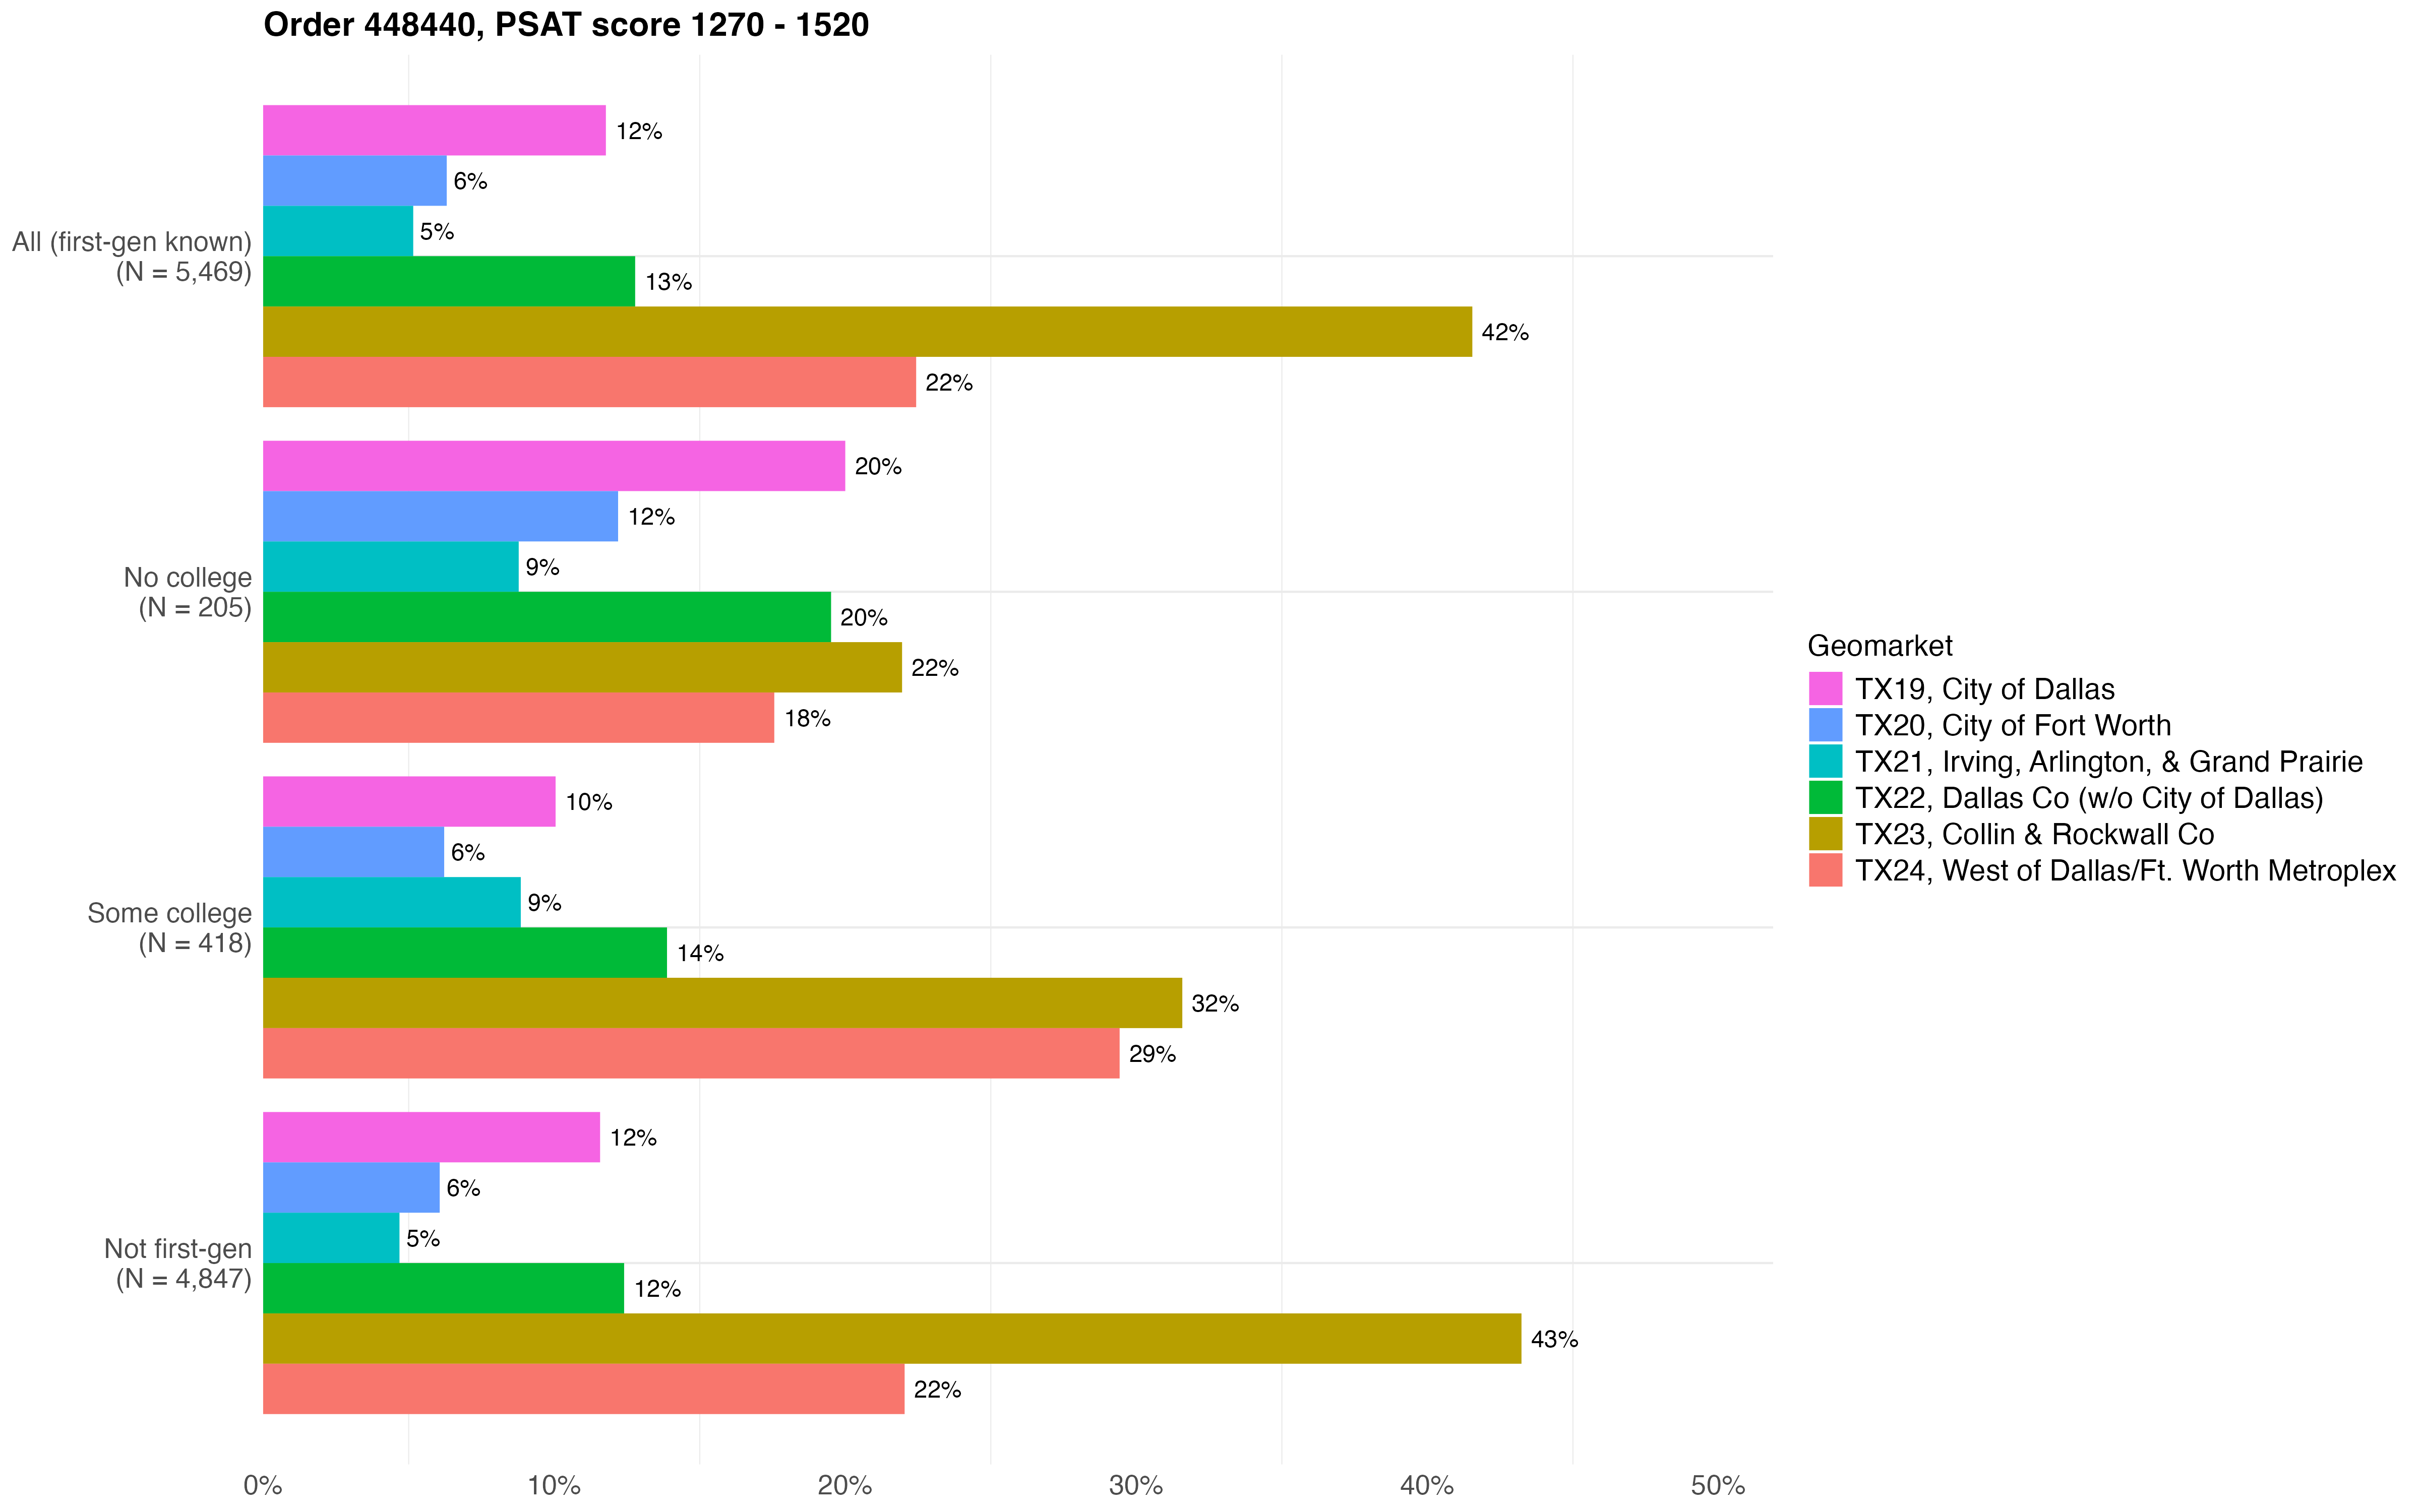 Order 448440, PSAT score 1270 - 1520
All (first-gen known)
(N = 5,469)
12%
6%
5%
13%
42%
22%
No college
(N = 205)
20%
12%
9%
20%
22%
18%
Some college
(N = 418)
10%
6%
9%
14%
32%
29%
Not first-gen
(N = 4,847)
12%
6%
5%
12%
43%
22%
0%
10%
20%
30%
40%
50%
Geomarket
TX19, City of Dallas
TX20, City of Fort Worth
TX21, Irving, Arlington, & Grand Prairie
TX22, Dallas Co (w/o City of Dallas)
TX23, Collin & Rockwall Co
TX24, West of Dallas/Ft. Worth Metroplex